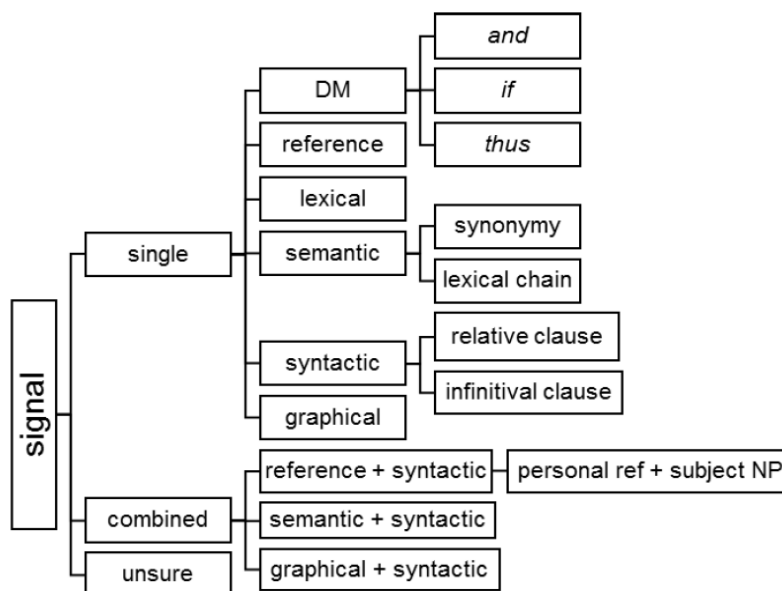 signal
single
DM
and
if
thus
reference
lexical
semantic
synonymy
lexical chain
syntactic
relative clause
infinitival clause
graphical
combined
reference + syntactic
personal ref + subject NP
semantic + syntactic
graphical + syntactic
unsure